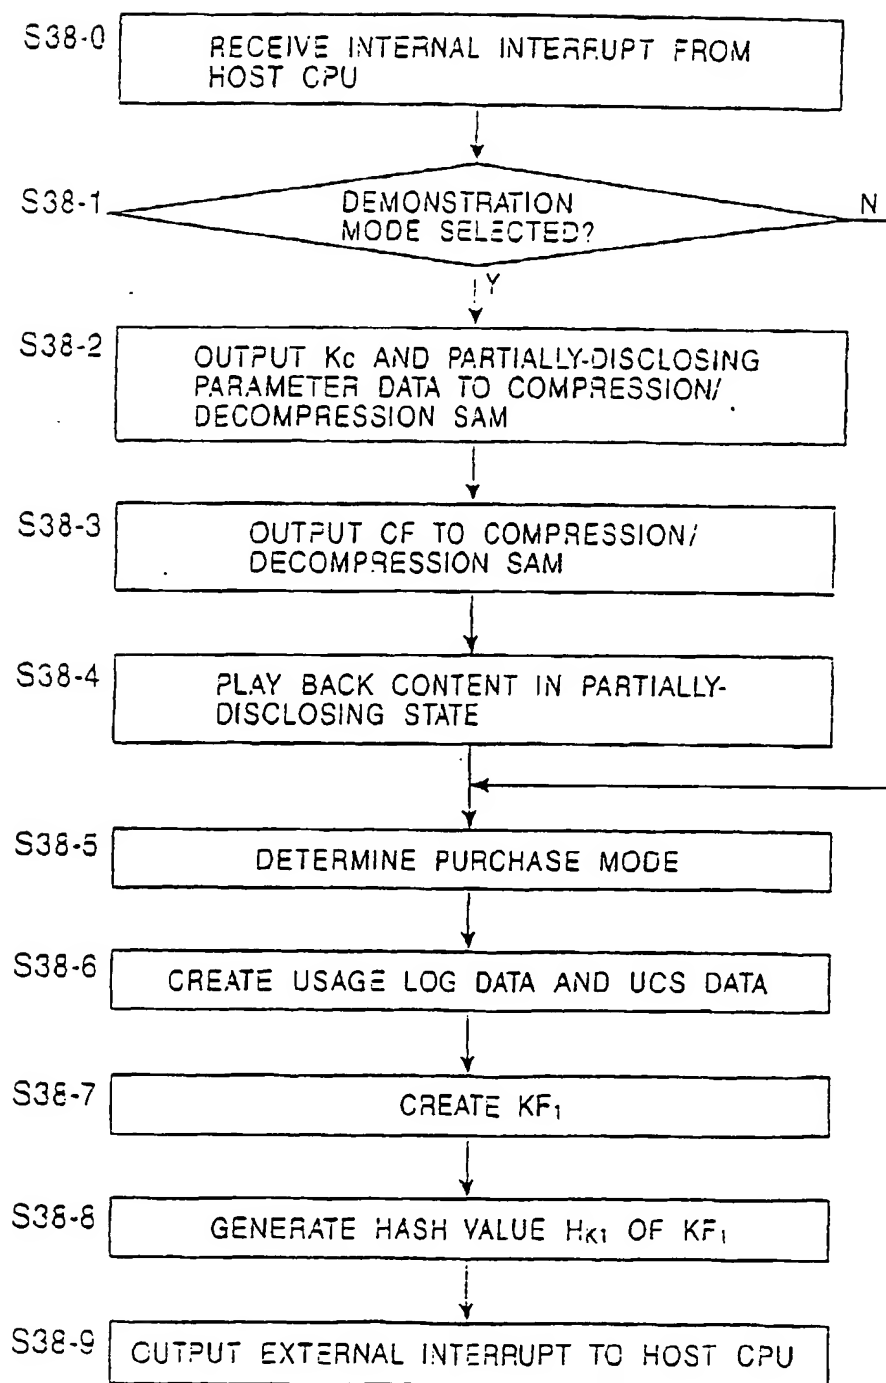 S38-0
RECEIVE INTERNAL INTERRUPT FROM
HOST CPU
S38-1
DEMONSTRATION
MODE SELECTED?
N
Y
S38-2
OUTPUT Kc AND PARTIALLY-DISCLOSING
PARAMETER DATA TO COMPRESSION/
DECOMPRESSION SAM
S38-3
OUTPUT CF TO COMPRESSION/
DECOMPRESSION SAM
S38-4
PLAY BACK CONTENT IN PARTIALLY-
DISCLOSING STATE
S38-5
DETERMINE PURCHASE MODE
S38-6
CREATE USAGE LOG DATA AND UCS DATA
S38-7
CREATE KF₁
S38-8
GENERATE HASH VALUE HK1 OF KF₁
S38-9
OUTPUT EXTERNAL INTERRUPT TO HOST CPU